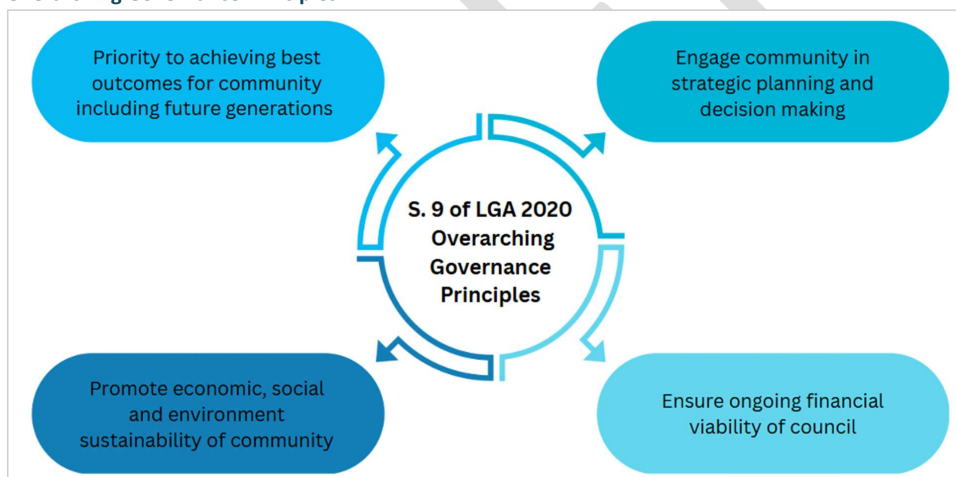 Priority to achieving best
outcomes for community
including future generations
Engage community in
strategic planning and
decision making
S. 9 of LGA 2020
Overarching
Governance
Principles
Promote economic, social
and environment
sustainability of community
Ensure ongoing financial
viability of council